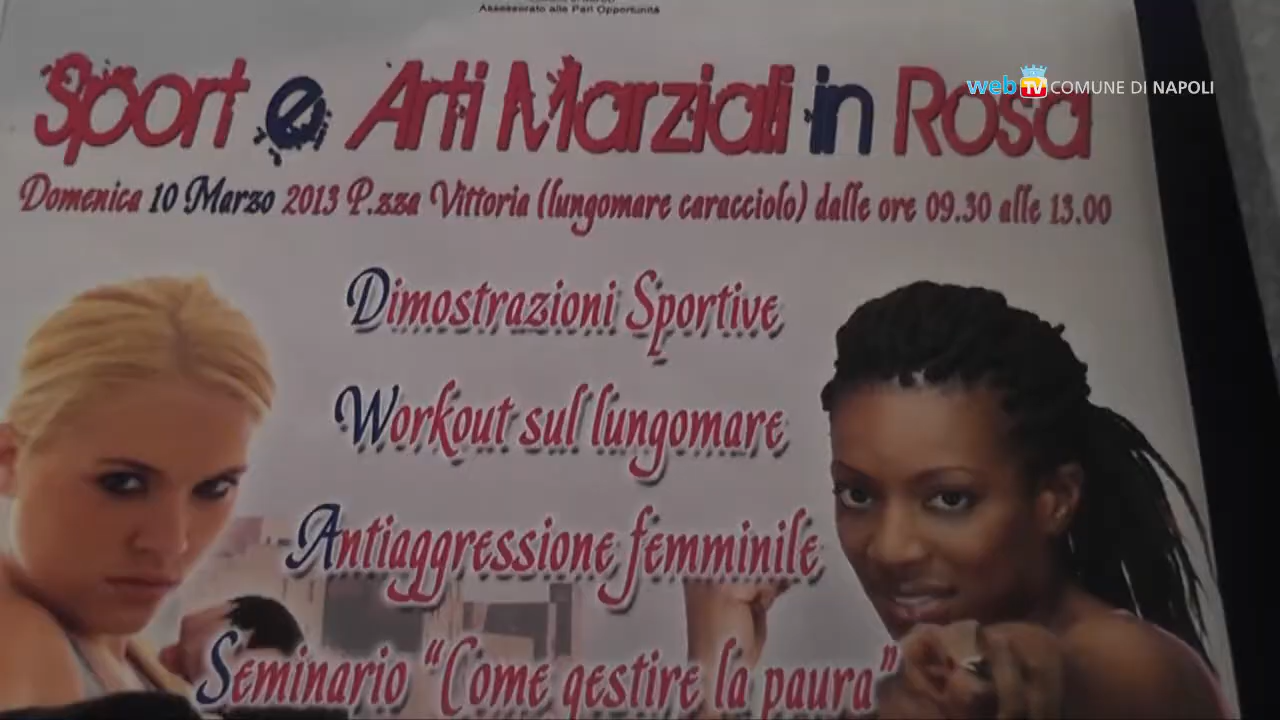 Assessorato alle Pari Opportunità
Sport e Arti Marziali in Rosa
web TV COMUNE DI NAPOLI
Domenica 10 Marzo 2013 P.zza Vittoria (lungomare caracciolo) dalle ore 09.30 alle 13.00
Dimostrazioni Sportive
Workout sul lungomare
Antiaggressione femminile
Seminario “Come gestire la paura”